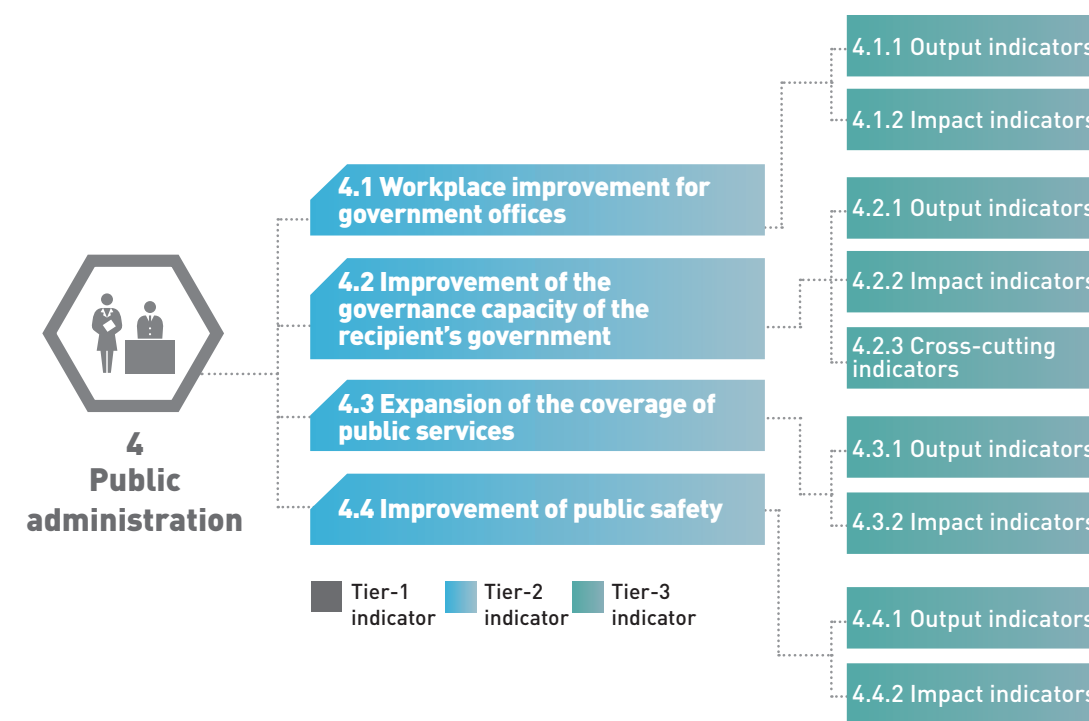 4
Public
administration
4.1 Workplace improvement for
government offices
4.2 Improvement of the
governance capacity of the
recipient’s government
4.3 Expansion of the coverage of
public services
4.4 Improvement of public safety
4.1.1 Output indicators
4.1.2 Impact indicators
4.2.1 Output indicators
4.2.2 Impact indicators
4.2.3 Cross-cutting
indicators
4.3.1 Output indicators
4.3.2 Impact indicators
4.4.1 Output indicators
4.4.2 Impact indicators
Tier-1
indicator
Tier-2
indicator
Tier-3
indicator